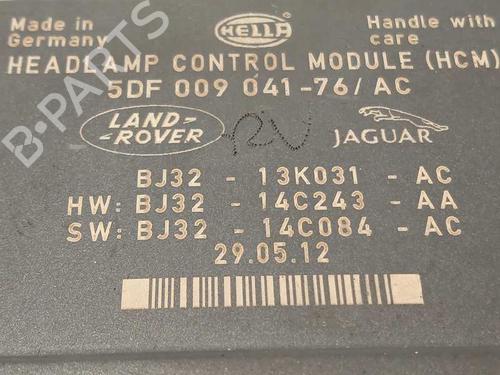 Made in
Germany
HELLA
Handle with
care
HEADLAMP CONTROL MODULE (HCM)
5DF 009 041-76/AC
LAND-
ROVER
JAGUAR
BJ32 - 13K031 - AC
HW: BJ32 - 14C243 - AA
SW: BJ32 - 14C084 - AC
29.05.12
B-PARTS